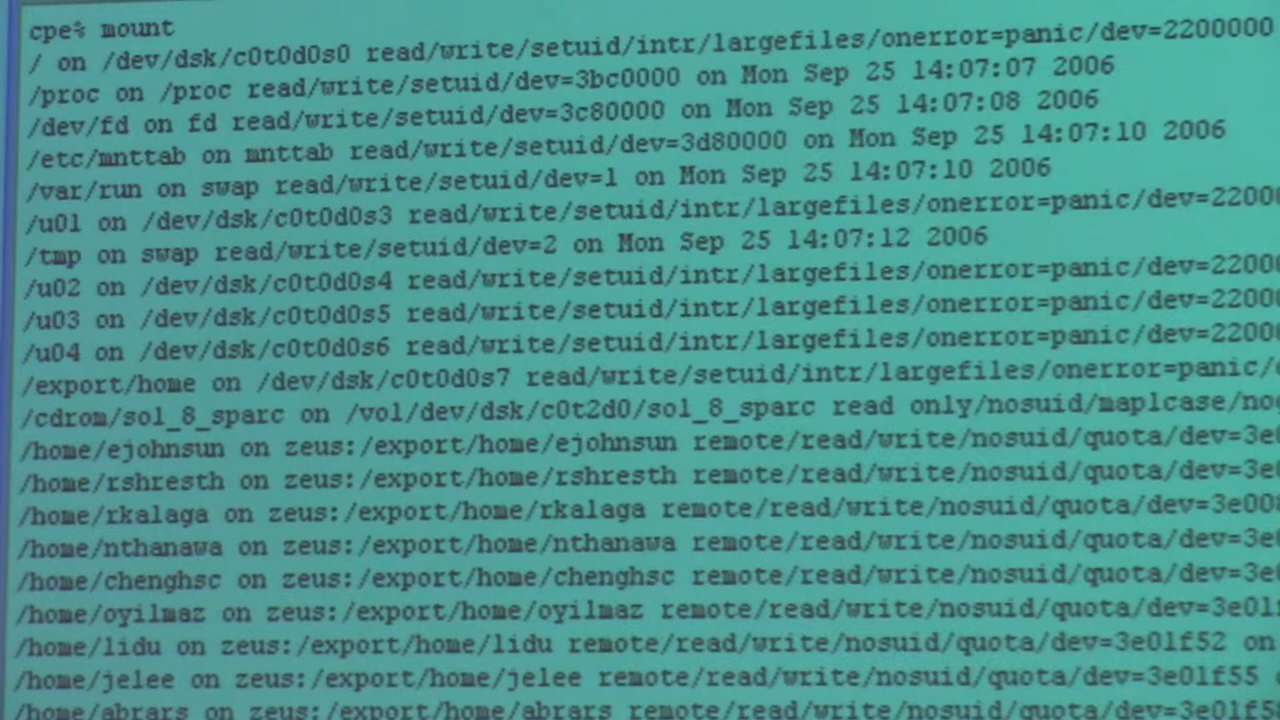 cpe% mount
/ on /dev/dsk/c0t0d0s0 read/write/setuid/intr/largefiles/onerror=panic/dev=2200000
/proc on /proc read/write/setuid/dev=3bc0000 on Mon Sep 25 14:07:07 2006
/dev/fd on fd read/write/setuid/dev=3c80000 on Mon Sep 25 14:07:08 2006
/etc/mnttab on mnttab read/write/setuid/dev=3d80000 on Mon Sep 25 14:07:10 2006
/var/run on swap read/write/setuid/dev=1 on Mon Sep 25 14:07:10 2006
/u01 on /dev/dsk/c0t0d0s3 read/write/setuid/intr/largefiles/onerror=panic/dev=2200
/tmp on swap read/write/setuid/dev=2 on Mon Sep 25 14:07:12 2006
/u02 on /dev/dsk/c0t0d0s4 read/write/setuid/intr/largefiles/onerror=panic/dev=2200
/u03 on /dev/dsk/c0t0d0s5 read/write/setuid/intr/largefiles/onerror=panic/dev=2200
/u04 on /dev/dsk/c0t0d0s6 read/write/setuid/intr/largefiles/onerror=panic/dev=2200
/export/home on /dev/dsk/c0t0d0s7 read/write/setuid/intr/largefiles/onerror=panic/
/cdrom/sol_8_sparc on /vol/dev/dsk/c0t2d0/sol_8_sparc read only/nosuid/maplcase/no
/home/ejohnsun on zeus:/export/home/ejohnsun remote/read/write/nosuid/quota/dev=3e
/home/rshresth on zeus:/export/home/rshresth remote/read/write/nosuid/quota/dev=3e
/home/rkalaga on zeus:/export/home/rkalaga remote/read/write/nosuid/quota/dev=3e00
/home/nthanawa on zeus:/export/home/nthanawa remote/read/write/nosuid/quota/dev=3e
/home/chenghsc on zeus:/export/home/chenghsc remote/read/write/nosuid/quota/dev=3e
/home/oyilmaz on zeus:/export/home/oyilmaz remote/read/write/nosuid/quota/dev=3e01
/home/lidu on zeus:/export/home/lidu remote/read/write/nosuid/quota/dev=3e01f52 on
/home/jelee on zeus:/export/home/jelee remote/read/write/nosuid/quota/dev=3e01f55
/home/abrars on zeus:/export/home/abrars remote/read/write/nosuid/quota/dev=3e01f5